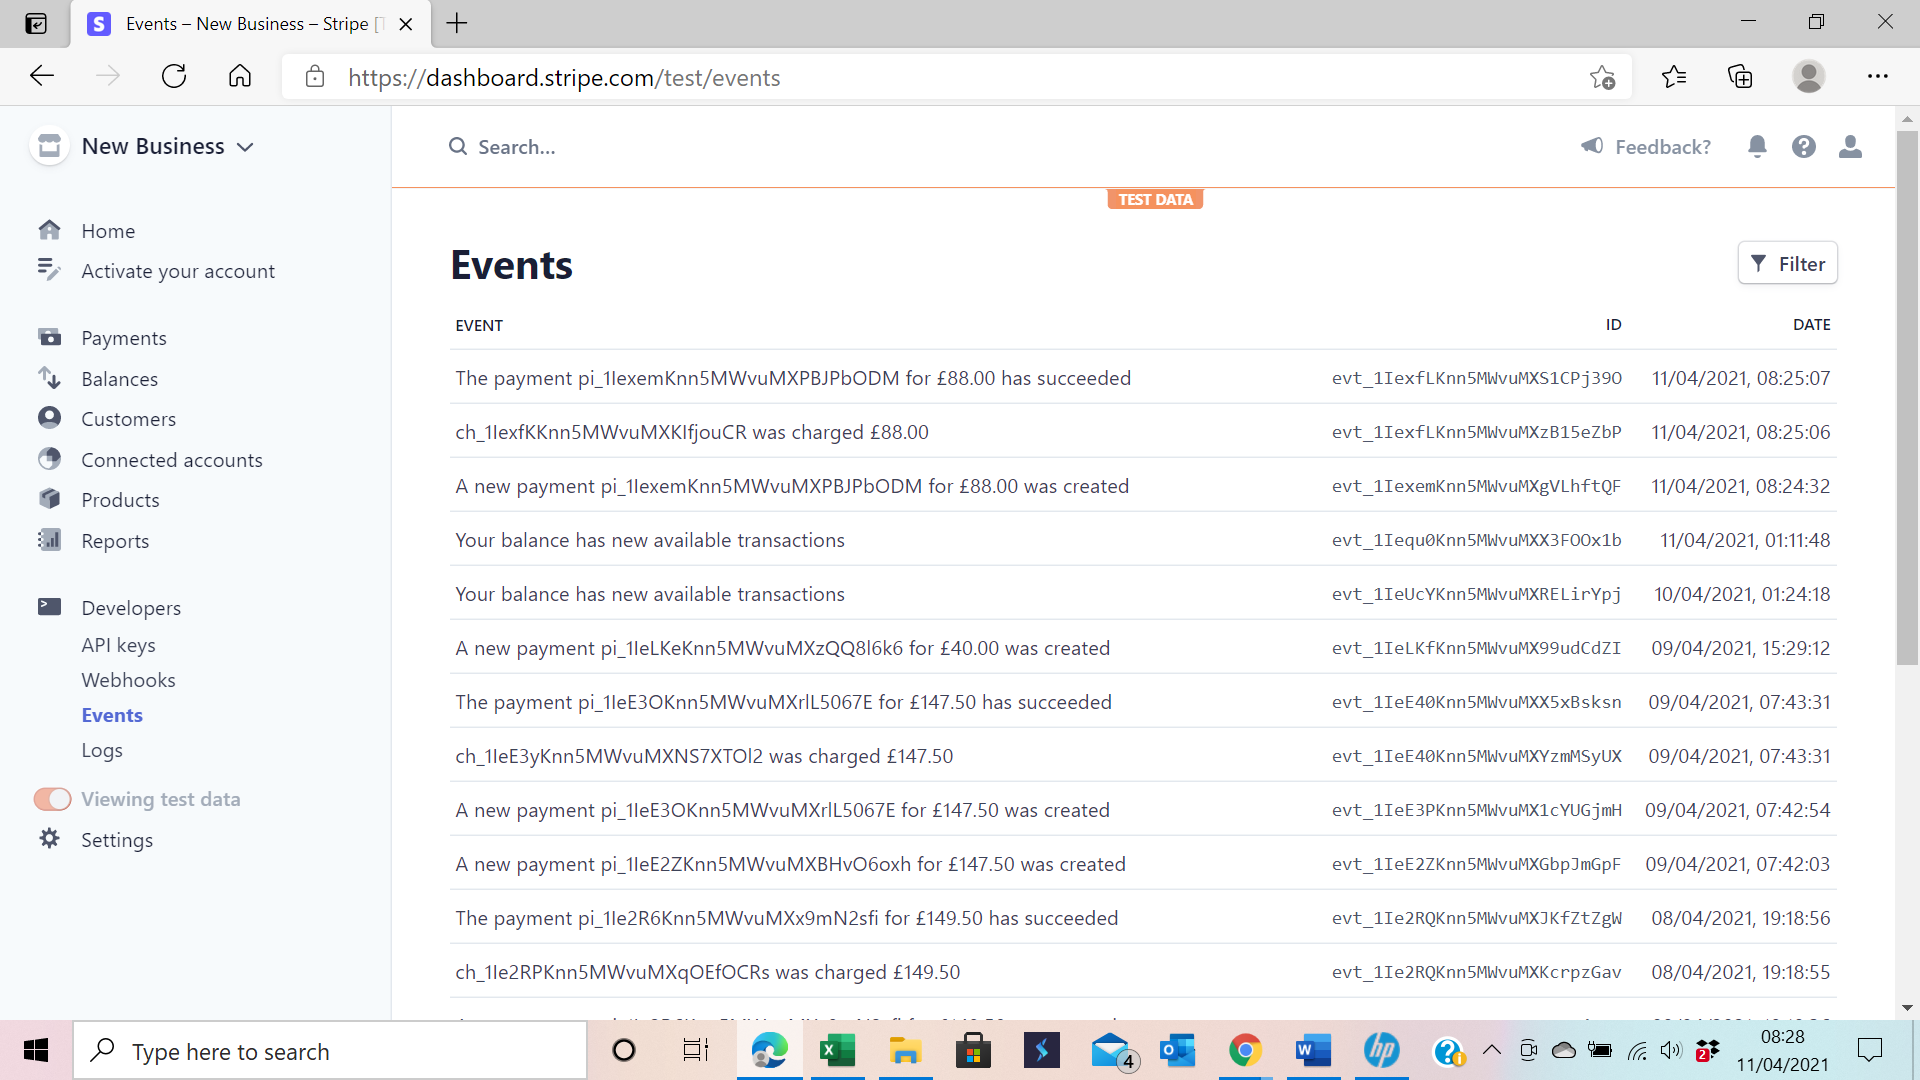 Events – New Business – Stripe [T
https://dashboard.stripe.com/test/events
New Business
Search...
Feedback?
TEST DATA
Home
Activate your account
Payments
Balances
Customers
Connected accounts
Products
Reports
Developers
API keys
Webhooks
Events
Logs
Viewing test data
Settings
Events
Filter
EVENT ID DATE
The payment pi_1IexemKnn5MWvuMXPBJPbODM for £88.00 has succeeded evt_1IexfLKnn5MWvuMXS1CPj39O 11/04/2021, 08:25:07
ch_1IexfKKnn5MWvuMXKIfjouCR was charged £88.00 evt_1IexfLKnn5MWvuMXzB15eZbP 11/04/2021, 08:25:06
A new payment pi_1IexemKnn5MWvuMXPBJPbODM for £88.00 was created evt_1IexemKnn5MWvuMXgVLhftQF 11/04/2021, 08:24:32
Your balance has new available transactions evt_1Iequ0Knn5MWvuMXX3FOOx1b 11/04/2021, 01:11:48
Your balance has new available transactions evt_1IeUcYKnn5MWvuMXRELirYpj 10/04/2021, 01:24:18
A new payment pi_1IeLKeKnn5MWvuMXzQQ8l6k6 for £40.00 was created evt_1IeLKfKnn5MWvuMX99udCdZI 09/04/2021, 15:29:12
The payment pi_1IeE3OKnn5MWvuMXrlL5067E for £147.50 has succeeded evt_1IeE40Knn5MWvuMXX5xBsksn 09/04/2021, 07:43:31
ch_1IeE3yKnn5MWvuMXNS7XTOl2 was charged £147.50 evt_1IeE40Knn5MWvuMXYzmMSyUX 09/04/2021, 07:43:31
A new payment pi_1IeE3OKnn5MWvuMXrlL5067E for £147.50 was created evt_1IeE3PKnn5MWvuMX1cYUGjmH 09/04/2021, 07:42:54
A new payment pi_1IeE2ZKnn5MWvuMXBHvO6oxh for £147.50 was created evt_1IeE2ZKnn5MWvuMXGbpJmGpF 09/04/2021, 07:42:03
The payment pi_1Ie2R6Knn5MWvuMXx9mN2sfi for £149.50 has succeeded evt_1Ie2RQKnn5MWvuMXJKfZtZgW 08/04/2021, 19:18:56
ch_1Ie2RPKnn5MWvuMXqOEfOCRs was charged £149.50 evt_1Ie2RQKnn5MWvuMXKcrpzGav 08/04/2021, 19:18:55
Type here to search
4
2
08:28
11/04/2021